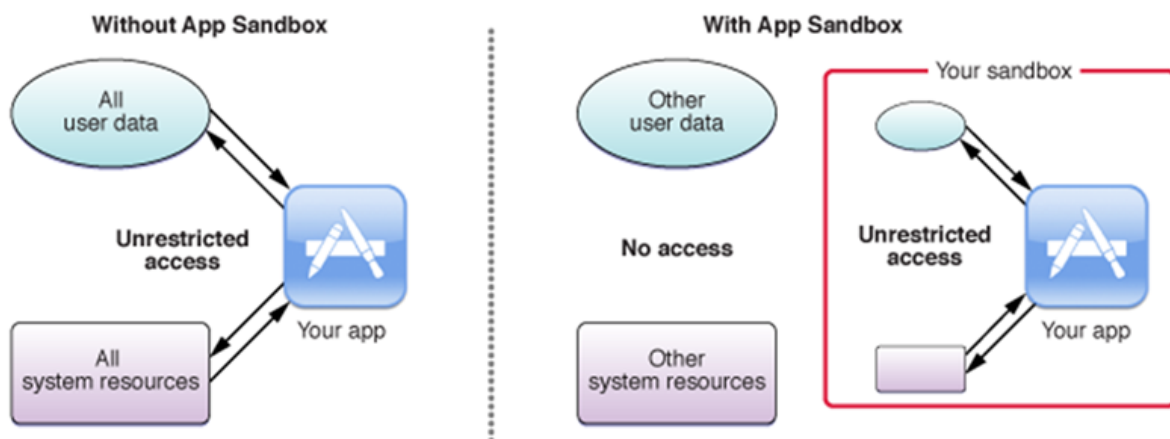 Without App Sandbox
All
user data
Unrestricted
access
Your app
All
system resources
With App Sandbox
Other
user data
No access
Other
system resources
Your sandbox
Unrestricted
access
Your app